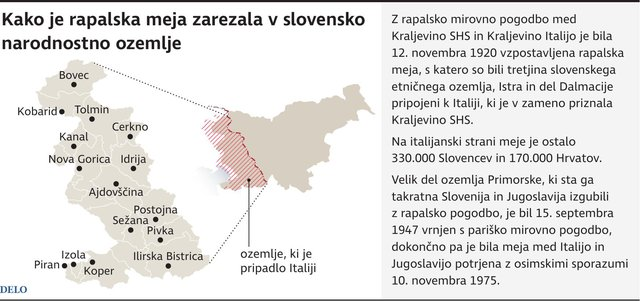 Kako je rapalska meja zarezala v slovensko
narodnostno ozemlje
Bovec
Kobarid
Tolmin
Cerkno
Kanal
Nova Gorica
Idrija
Ajdovščina
Postojna
Sežana
Pivka
Izola
Piran
Koper
Ilirska Bistrica
ozemlje, ki je
pripadlo Italiji
DELO
Z rapalsko mirovno pogodbo med
Kraljevino SHS in Kraljevino Italijo je bila
12. novembra 1920 vzpostavljena rapalska
meja, s katero so bili tretjina slovenskega
etničnega ozemlja, Istra in del Dalmacije
pripojeni k Italiji, ki je v zameno priznala
Kraljevino SHS.
Na italijanski strani meje je ostalo
330.000 Slovencev in 170.000 Hrvatov.
Velik del ozemlja Primorske, ki sta ga
takratna Slovenija in Jugoslavija izgubili
z rapalsko pogodbo, je bil 15. septembra
1947 vrnjen s pariško mirovno pogodbo,
dokončno pa je bila meja med Italijo in
Jugoslavijo potrjena z osimskimi sporazumi
10. novembra 1975.